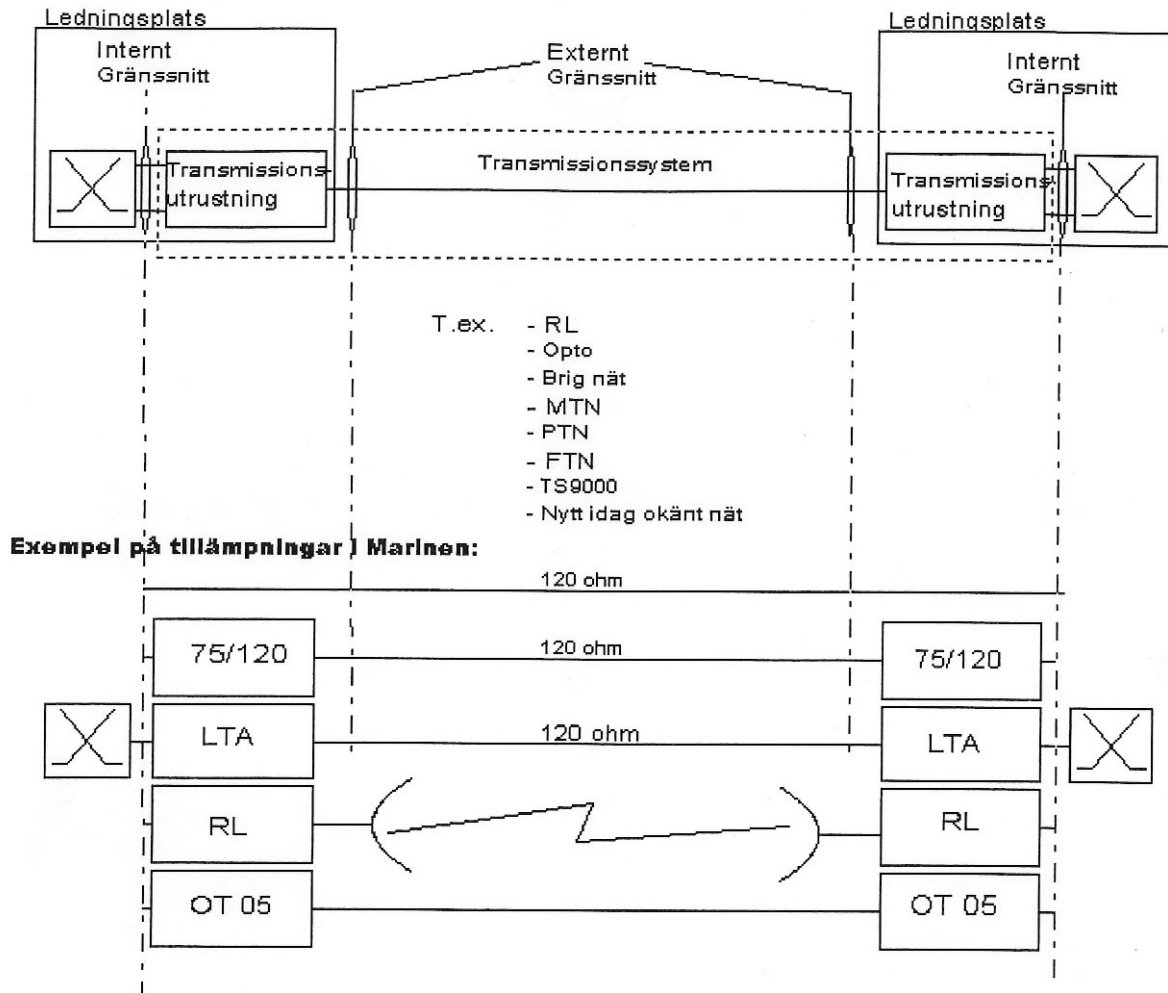 Ledningsplats
Ledningsplats
Internt
Gränssnitt
Externt
Gränssnitt
Internt
Gränssnitt
Transmissions-
utrustning
Transmissionssystem
Transmissions-
utrustning
T.ex. - RL
- Opto
- Brig nät
- MTN
- PTN
- FTN
- TS9000
- Nytt idag okänt nät
Exempel på tillämpningar i Marinen:
120 ohm
75/120
120 ohm
75/120
LTA
120 ohm
LTA
RL
RL
OT 05
OT 05